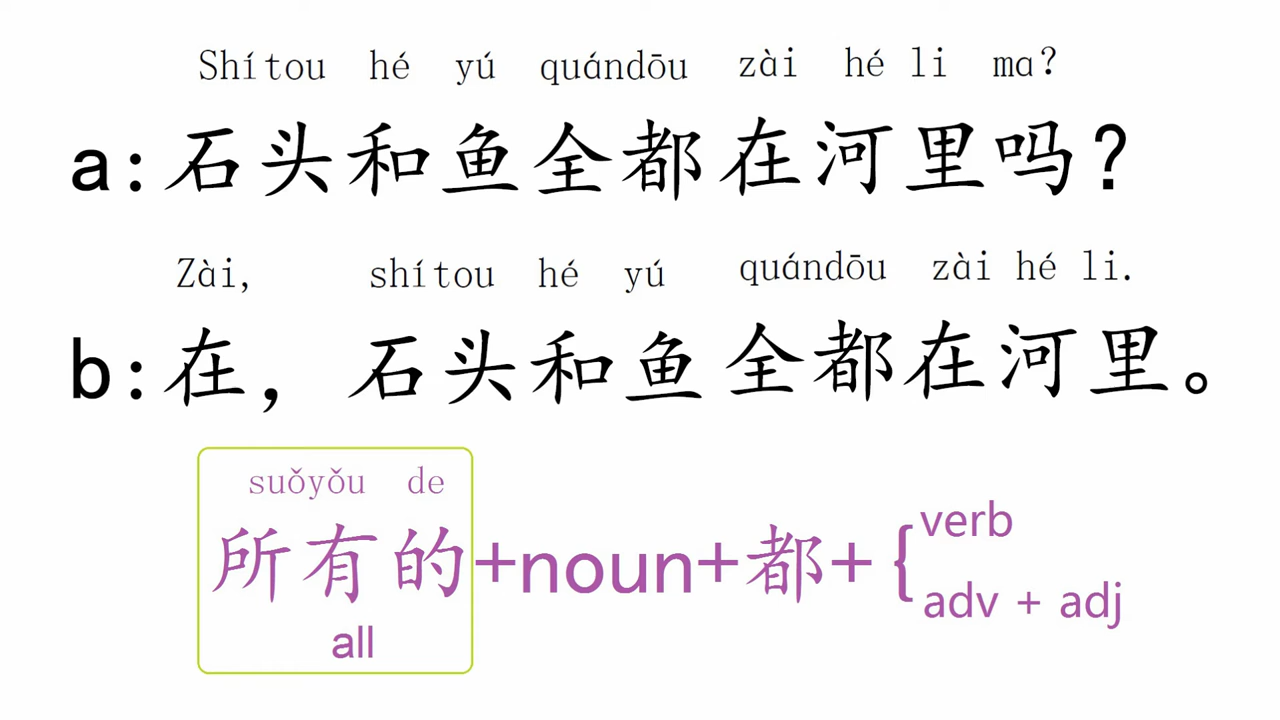 Shítou hé yú quándōu zài hé li ma?
a:石头和鱼全都在河里吗?
Zài, shítou hé yú quándōu zài hé li.
b:在，石头和鱼全都在河里。
suǒyǒu de
所有的+noun+都+{
verb
adv + adj
all